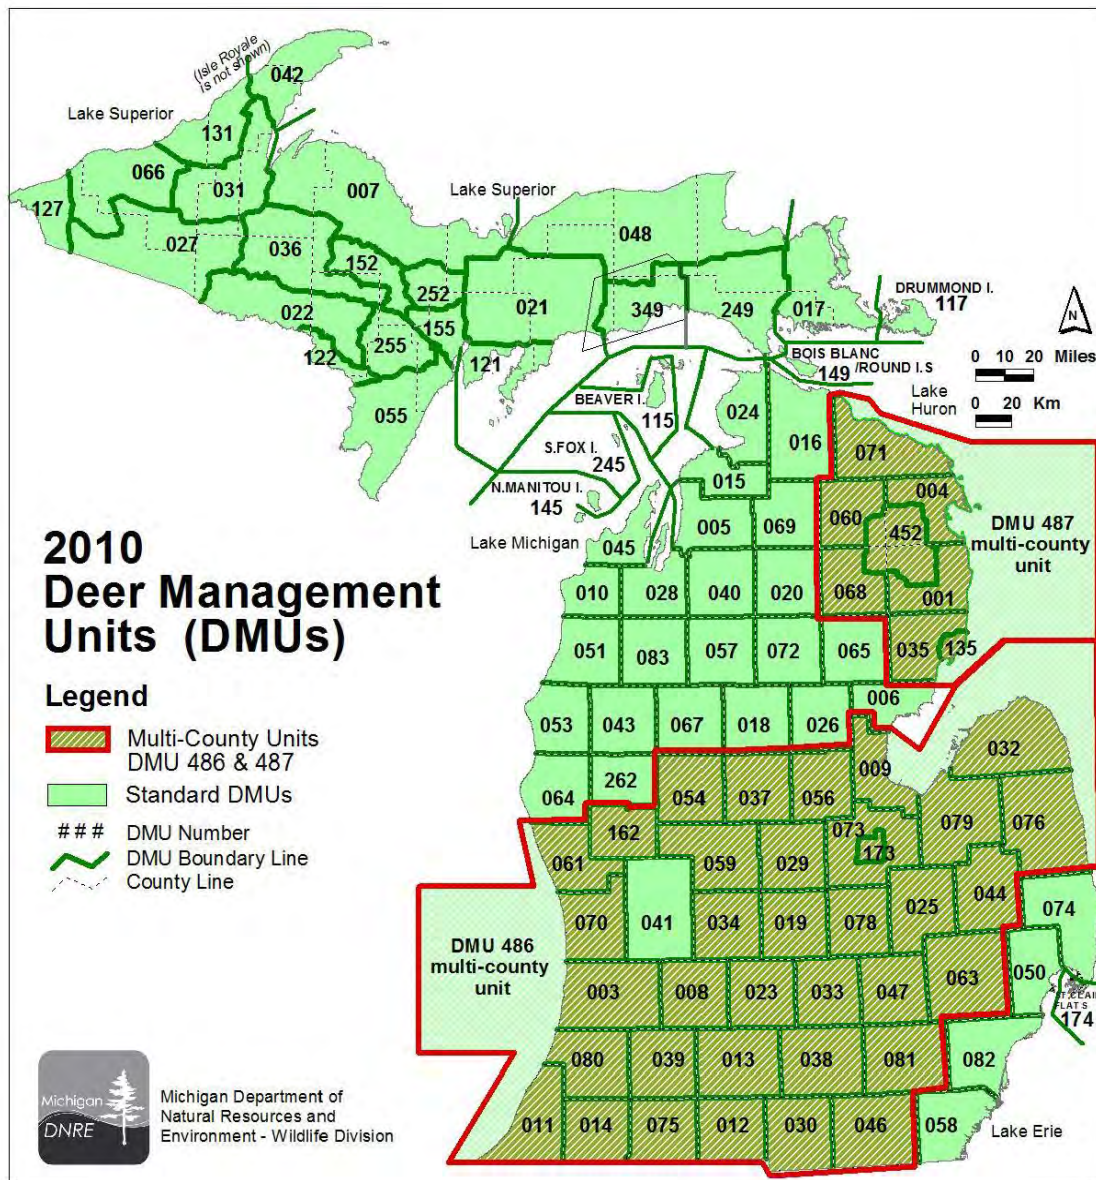 (Isle Royale
is not shown)
042
Lake Superior
131
066
031
007
127
027
036
152
252
Lake Superior
048
021
349
249
017
DRUMMOND I.
117
N
022
122
255
155
121
055
BOIS BLANC
/ROUND I.S
149
0 10 20 Miles
0 20 Km
Lake
Huron
BEAVER I.
115
S.FOX I.
245
N.MANITOU I.
145
024
016
015
071
004
060
452
068
001
035
135
DMU 487
multi-county
unit
Lake Michigan
045
005
069
010
028
040
020
051
083
057
072
065
006
053
043
067
018
026
009
032
064
262
054
037
056
2010
Deer Management
Units (DMUs)
Legend
Multi-County Units
DMU 486 & 487
Standard DMUs
# # # DMU Number
DMU Boundary Line
County Line
162
061
059
029
073
173
079
076
070
041
034
019
078
025
044
074
DMU 486
multi-county
unit
003
008
023
033
047
063
050
ST.CLAIR
FLATS
174
080
039
013
038
081
082
011
014
075
012
030
046
058
Lake Erie
Michigan
DNRE
Michigan Department of
Natural Resources and
Environment - Wildlife Division